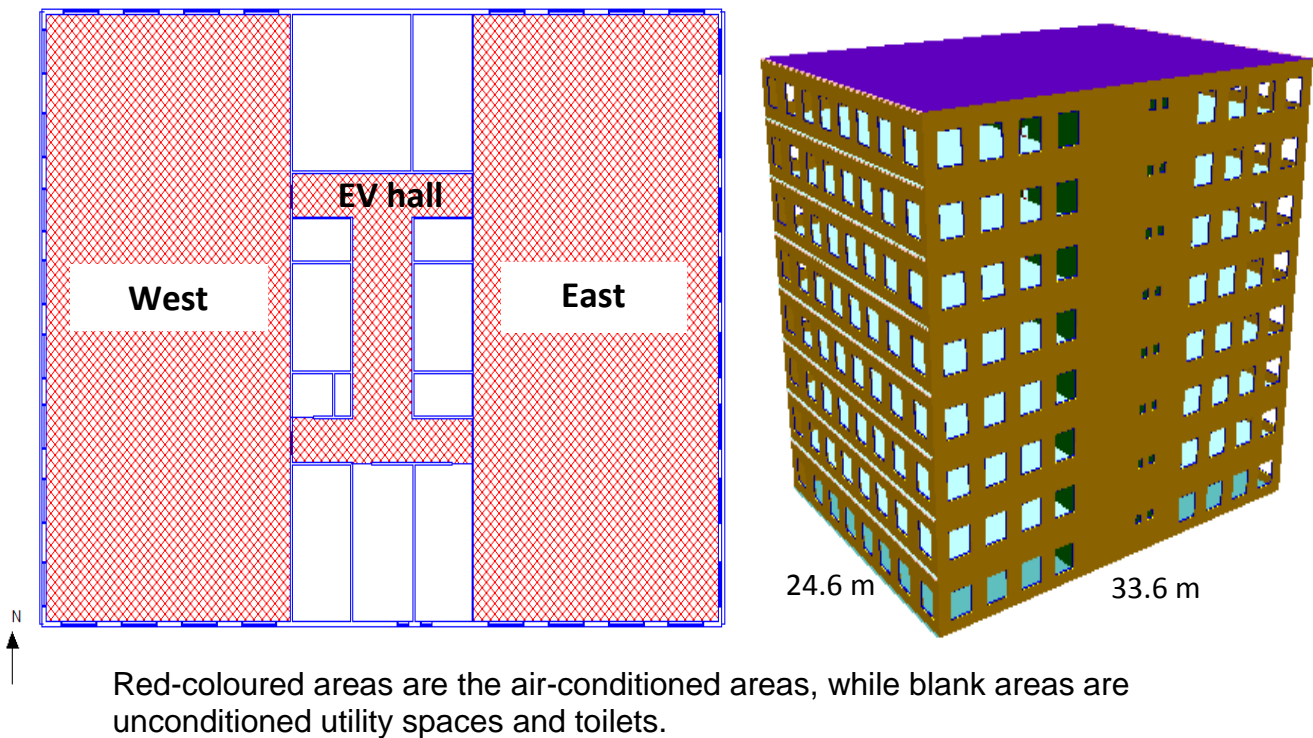 EV hall
West
East
N
24.6 m
33.6 m
Red-coloured areas are the air-conditioned areas, while blank areas are
unconditioned utility spaces and toilets.